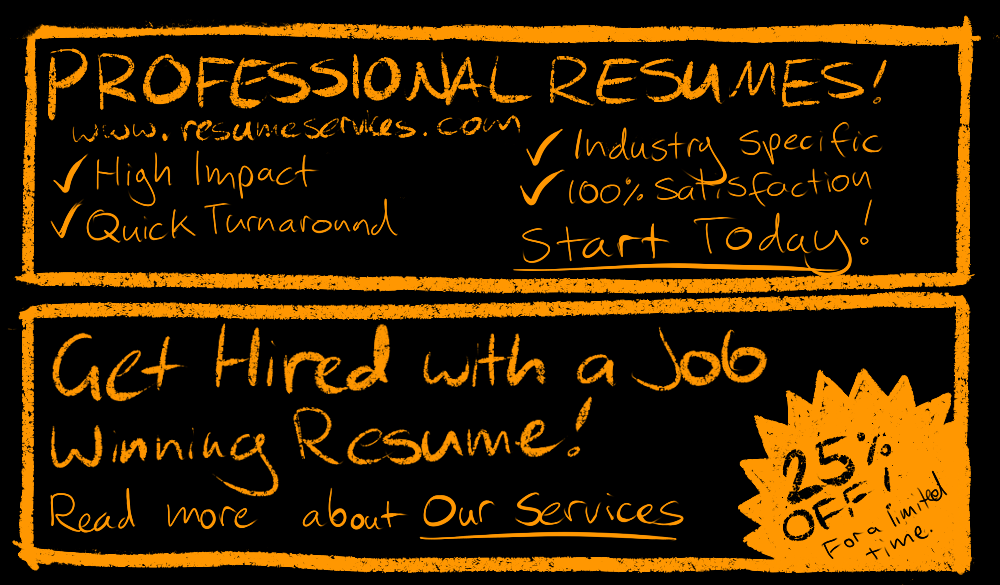 PROFESSIONAL RESUMES!
www.resumeservices.com
✓ High Impact
✓ Quick Turnaround
✓ Industry Specific
✓ 100% Satisfaction
Start Today!
Get Hired with a Job
Winning Resume!
Read more about Our Services
25%
OFF!
For a limited
time.